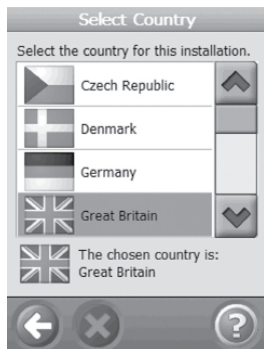 Select Country
Select the country for this installation.
Czech Republic
Denmark
Germany
Great Britain
The chosen country is:
Great Britain
?